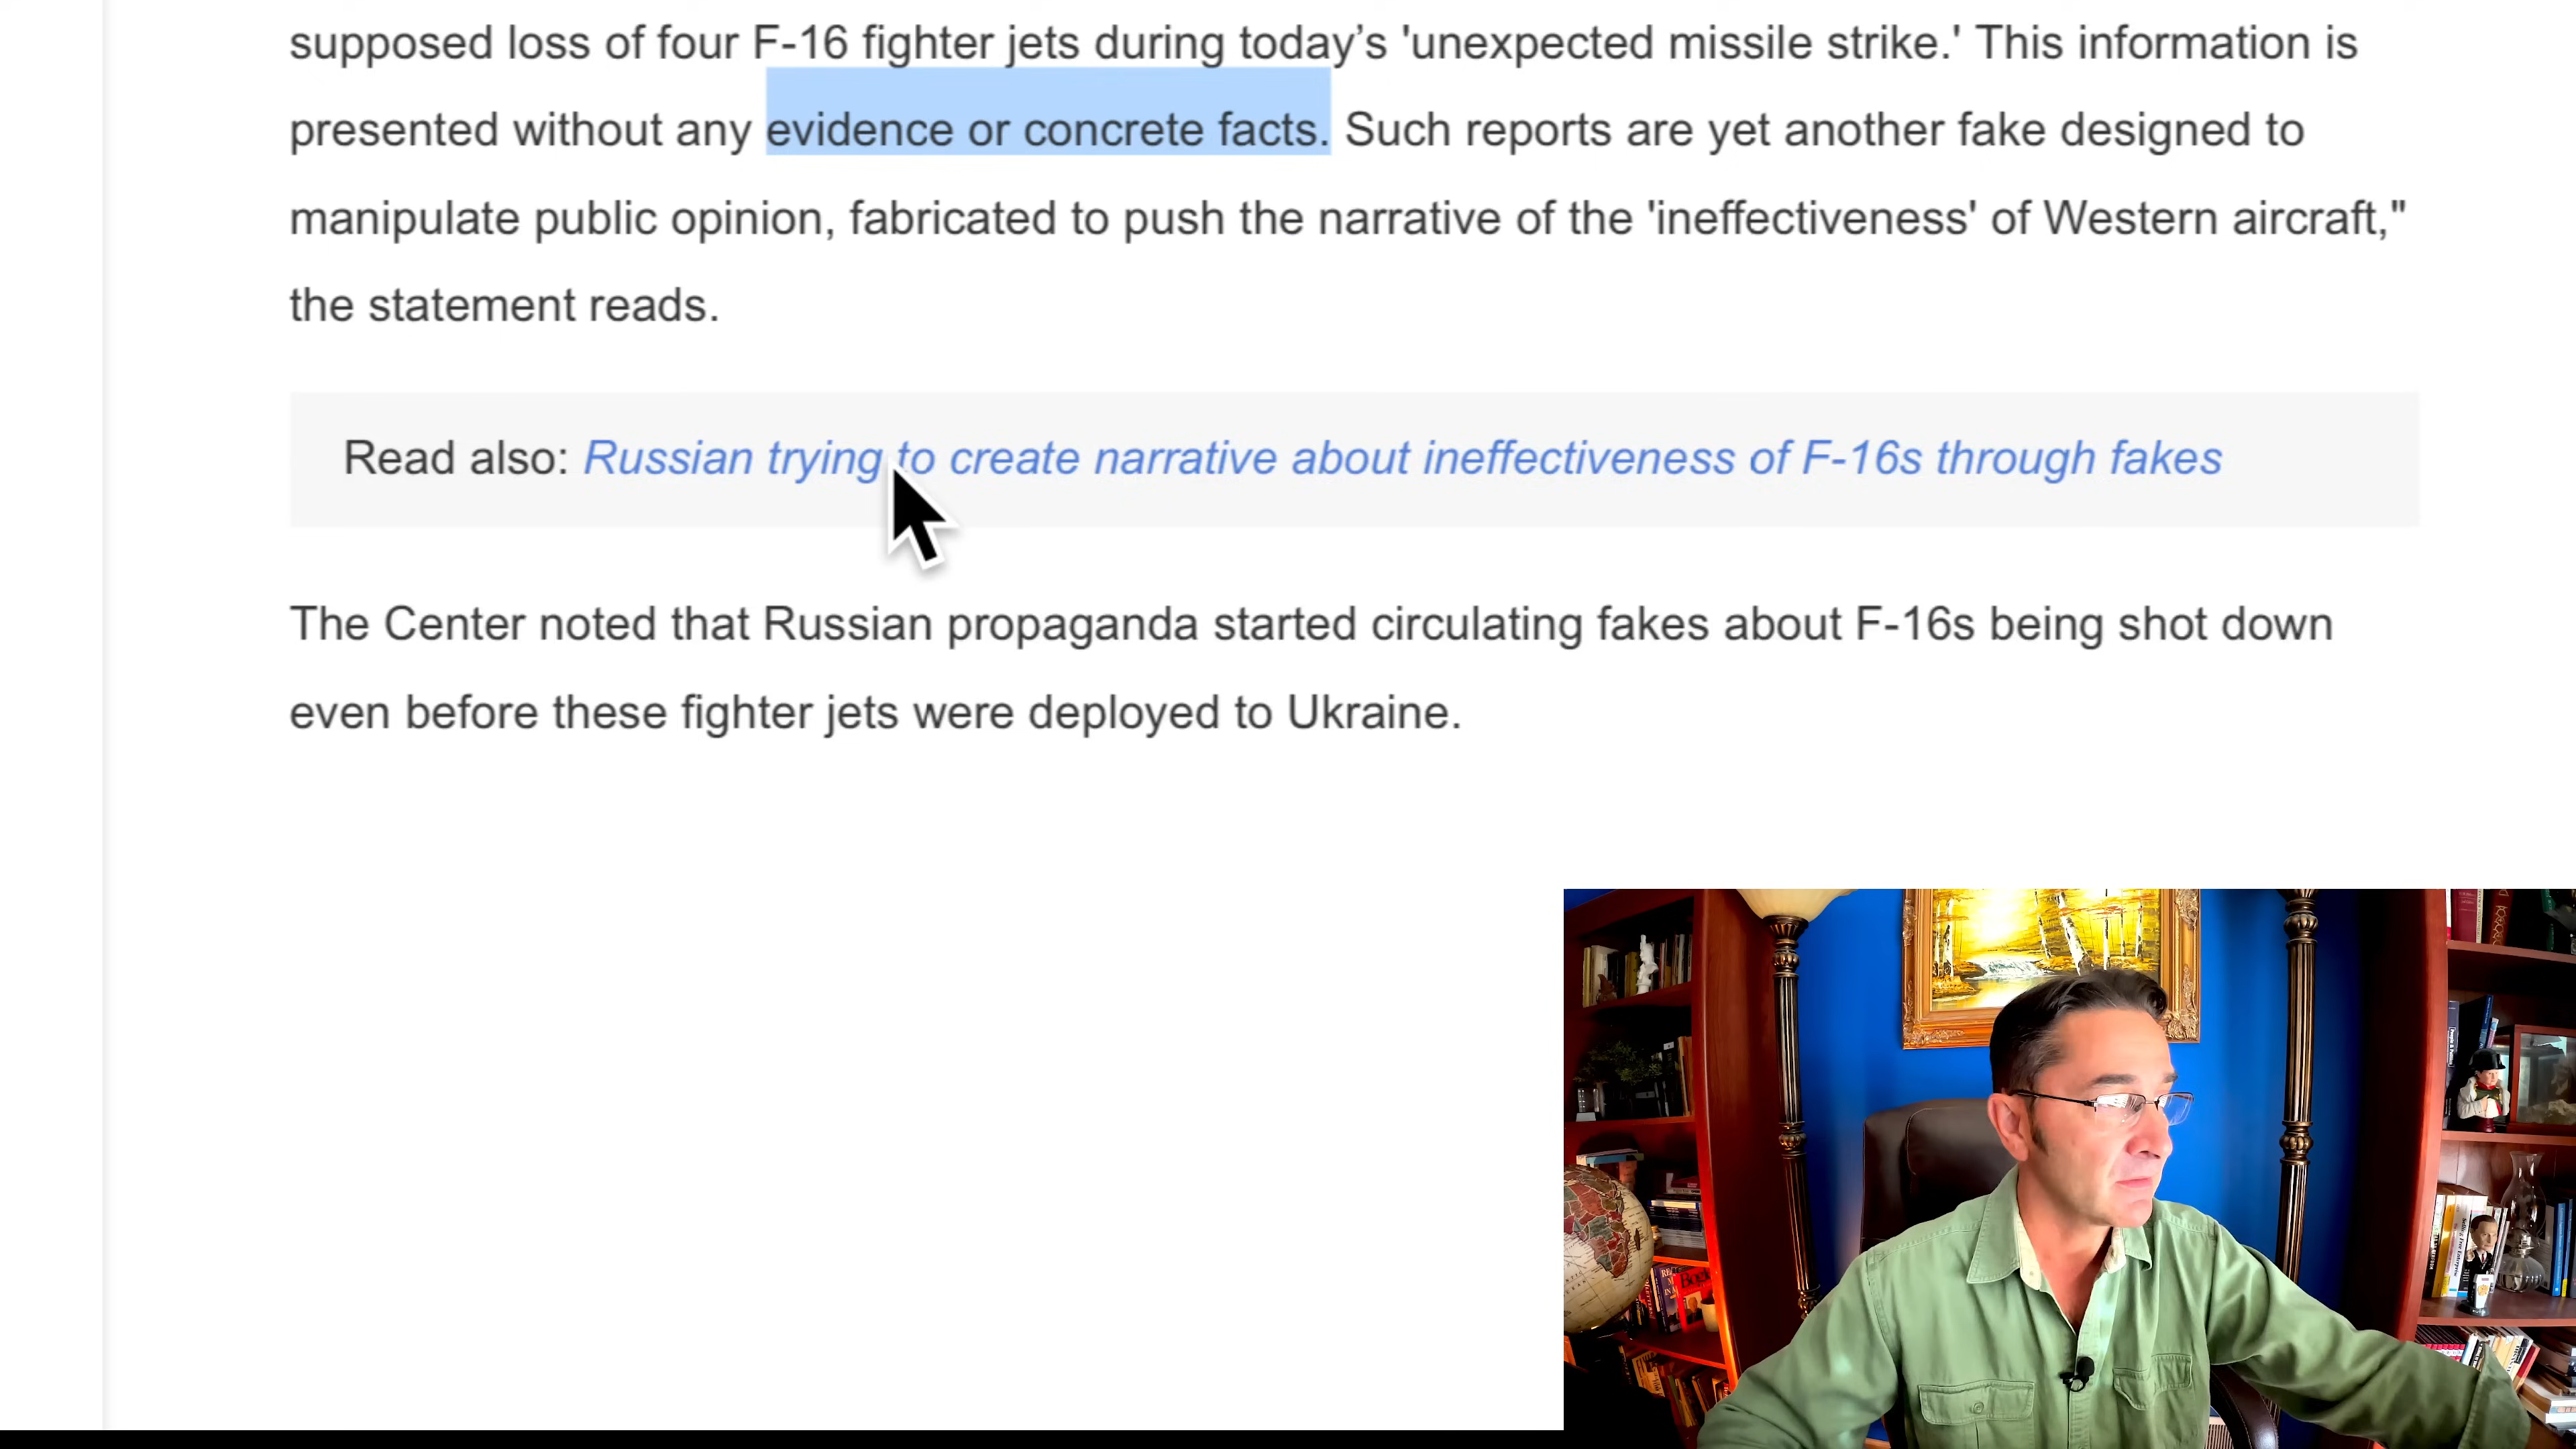 supposed loss of four F-16 fighter jets during today’s 'unexpected missile strike.' This information is
presented without any evidence or concrete facts. Such reports are yet another fake designed to
manipulate public opinion, fabricated to push the narrative of the 'ineffectiveness' of Western aircraft,"
the statement reads.
Read also: Russian trying to create narrative about ineffectiveness of F-16s through fakes
The Center noted that Russian propaganda started circulating fakes about F-16s being shot down
even before these fighter jets were deployed to Ukraine.